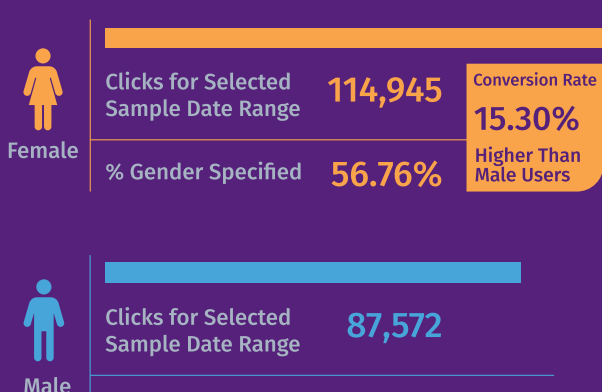 Clicks for Selected
Sample Date Range
114,945
Conversion Rate
15.30%
Higher Than
Male Users
Female
% Gender Specified
56.76%
Clicks for Selected
Sample Date Range
87,572
Male